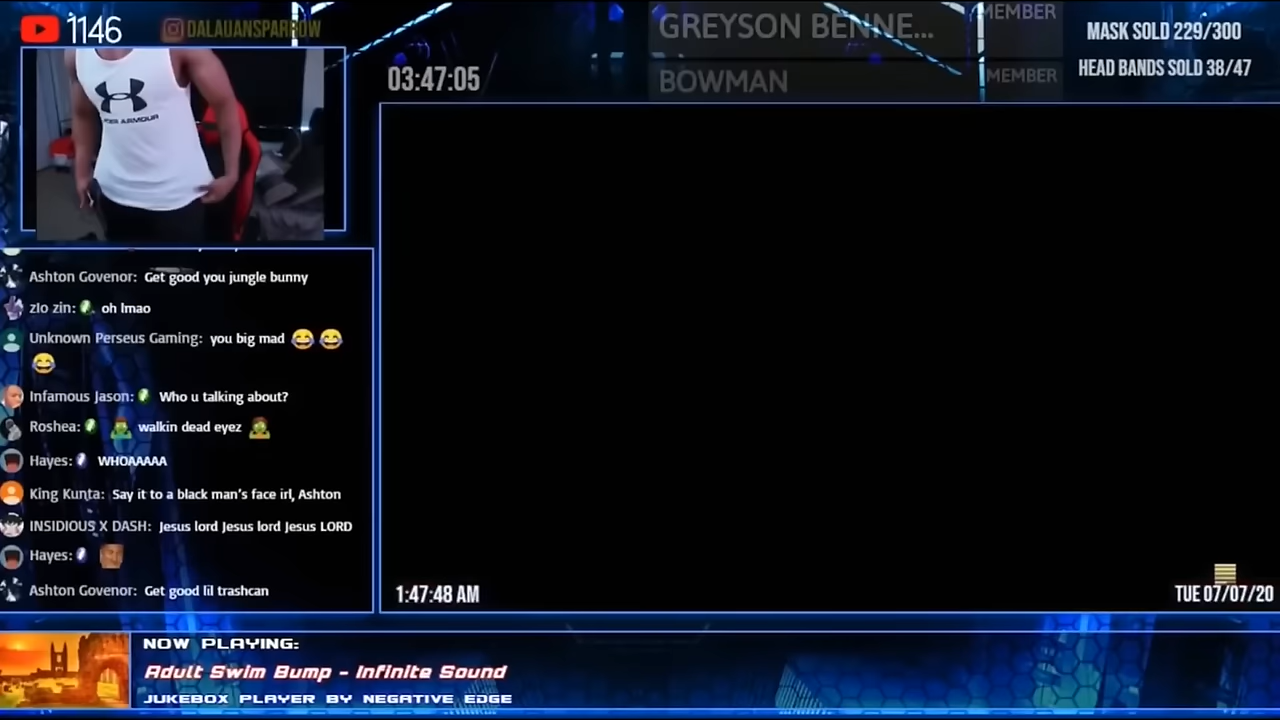 1146
DALAUANSPARROW
GREYSON BENNE...
MEMBER
MASK SOLD 229/300
03:47:05
BOWMAN
MEMBER
HEAD BANDS SOLD 38/47
UNDER ARMOUR
Ashton Govenor: Get good you jungle bunny
zlo zin: oh lmao
Unknown Perseus Gaming: you big mad 😂 😂
😂
Infamous Jason: Who u talking about?
Roshea: walkin dead eyez
Hayes: WHOAAAAA
King Kunta: Say it to a black man's face irl, Ashton
INSIDIOUS X DASH: Jesus lord Jesus lord Jesus LORD
Hayes:
Ashton Govenor: Get good lil trashcan
1:47:48 AM
TUE 07/07/20
NOW PLAYING:
Adult Swim Bump - Infinite Sound
JUKEBOX PLAYER BY NEGATIVE EDGE